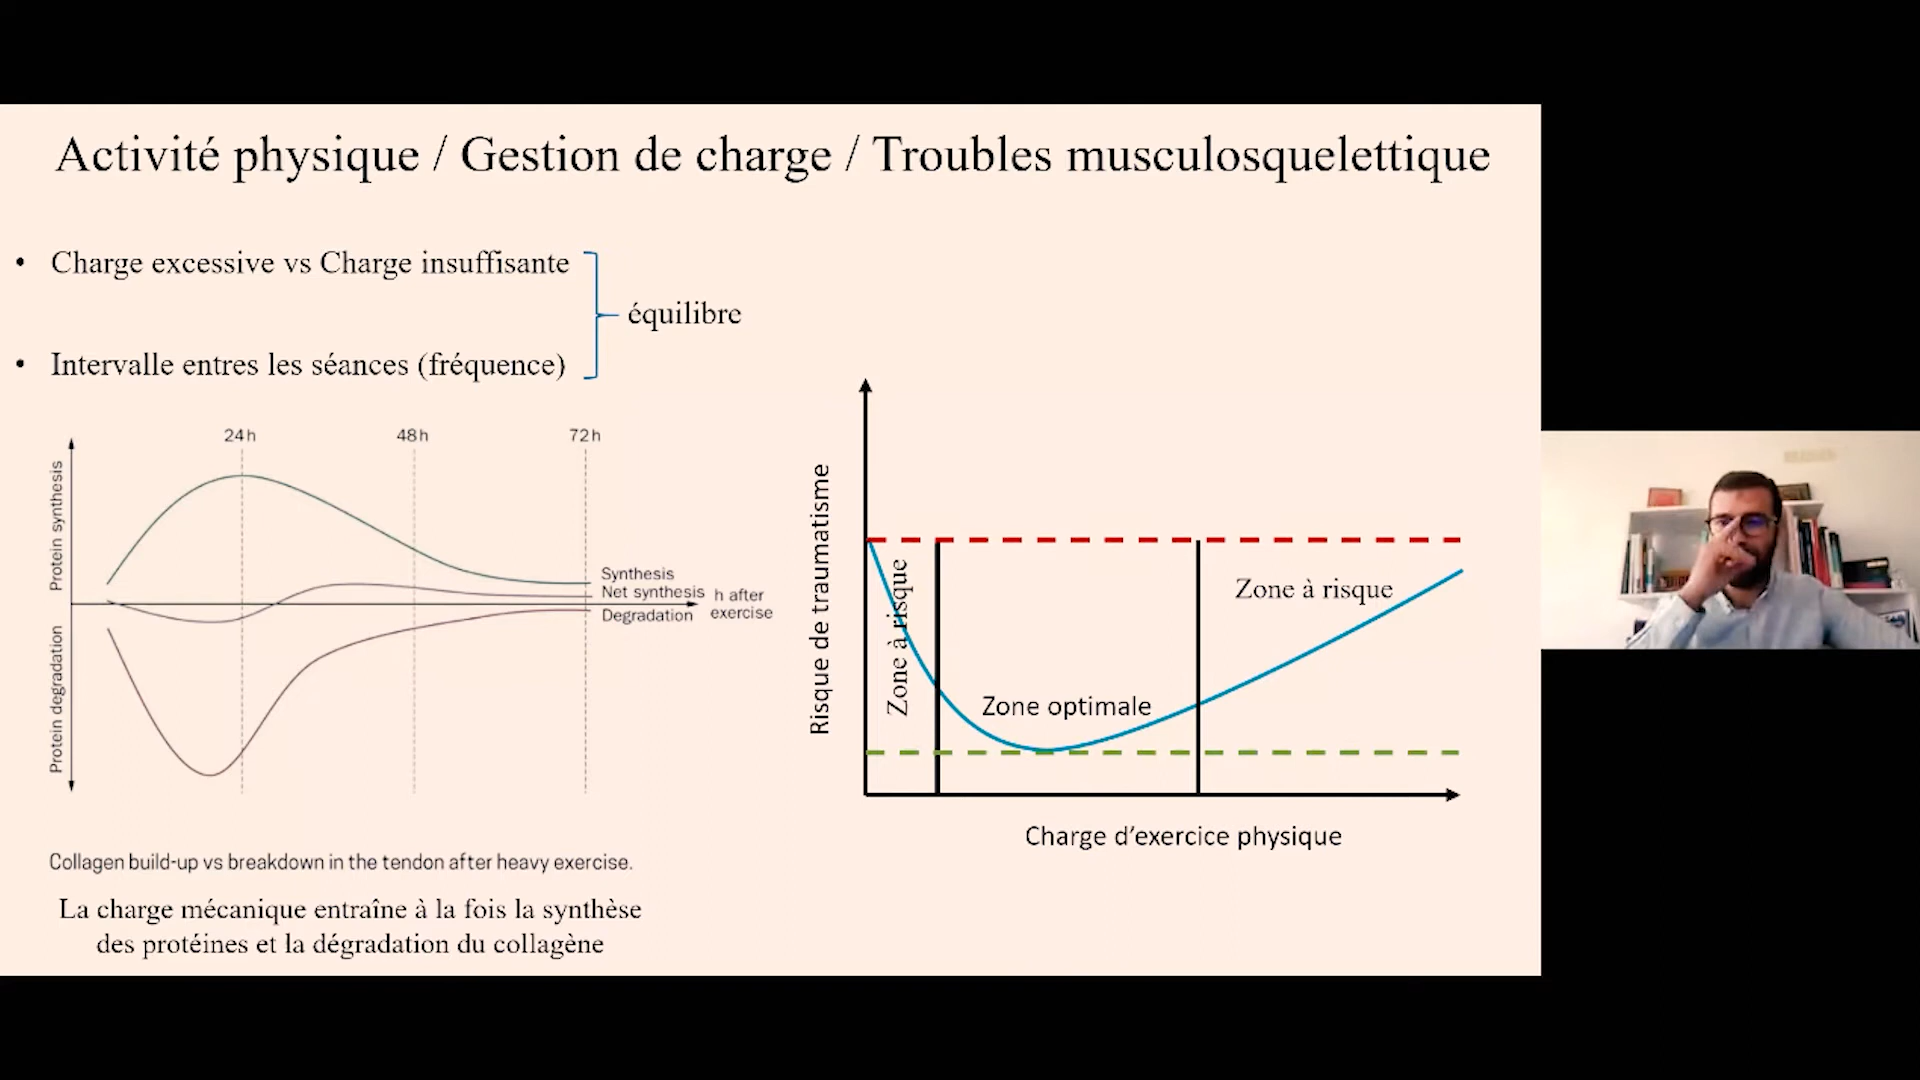 Activité physique / Gestion de charge / Troubles musculosquelettique
• Charge excessive vs Charge insuffisante
équilibre
• Intervalle entres les séances (fréquence)
24h
48h
72h
Protein synthesis
Protein degradation
Synthesis
Net synthesis
Degradation
h after
exercise
Collagen build-up vs breakdown in the tendon after heavy exercise.
La charge mécanique entraîne à la fois la synthèse
des protéines et la dégradation du collagène
Risque de traumatisme
Zone à risque
Zone optimale
Zone à risque
Charge d'exercice physique